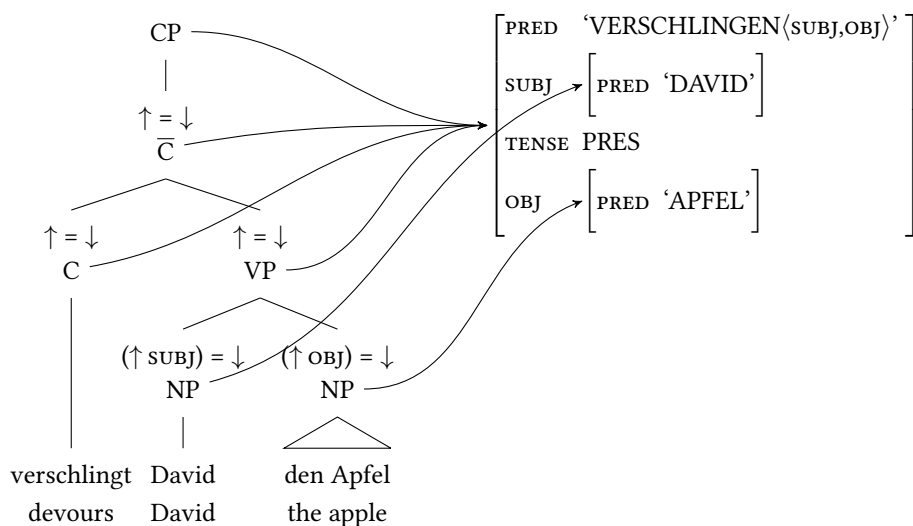 CP
↑ = ↓
C̅
↑ = ↓ ↑ = ↓
C VP
(↑ SUBJ) = ↓ (↑ OBJ) = ↓
NP NP
verschlingt David den Apfel
devours David the apple
PRED ‘VERSCHLINGEN⟨SUBJ,OBJ⟩’
SUBJ [PRED ‘DAVID’]
TENSE PRES
OBJ [PRED ‘APFEL’]